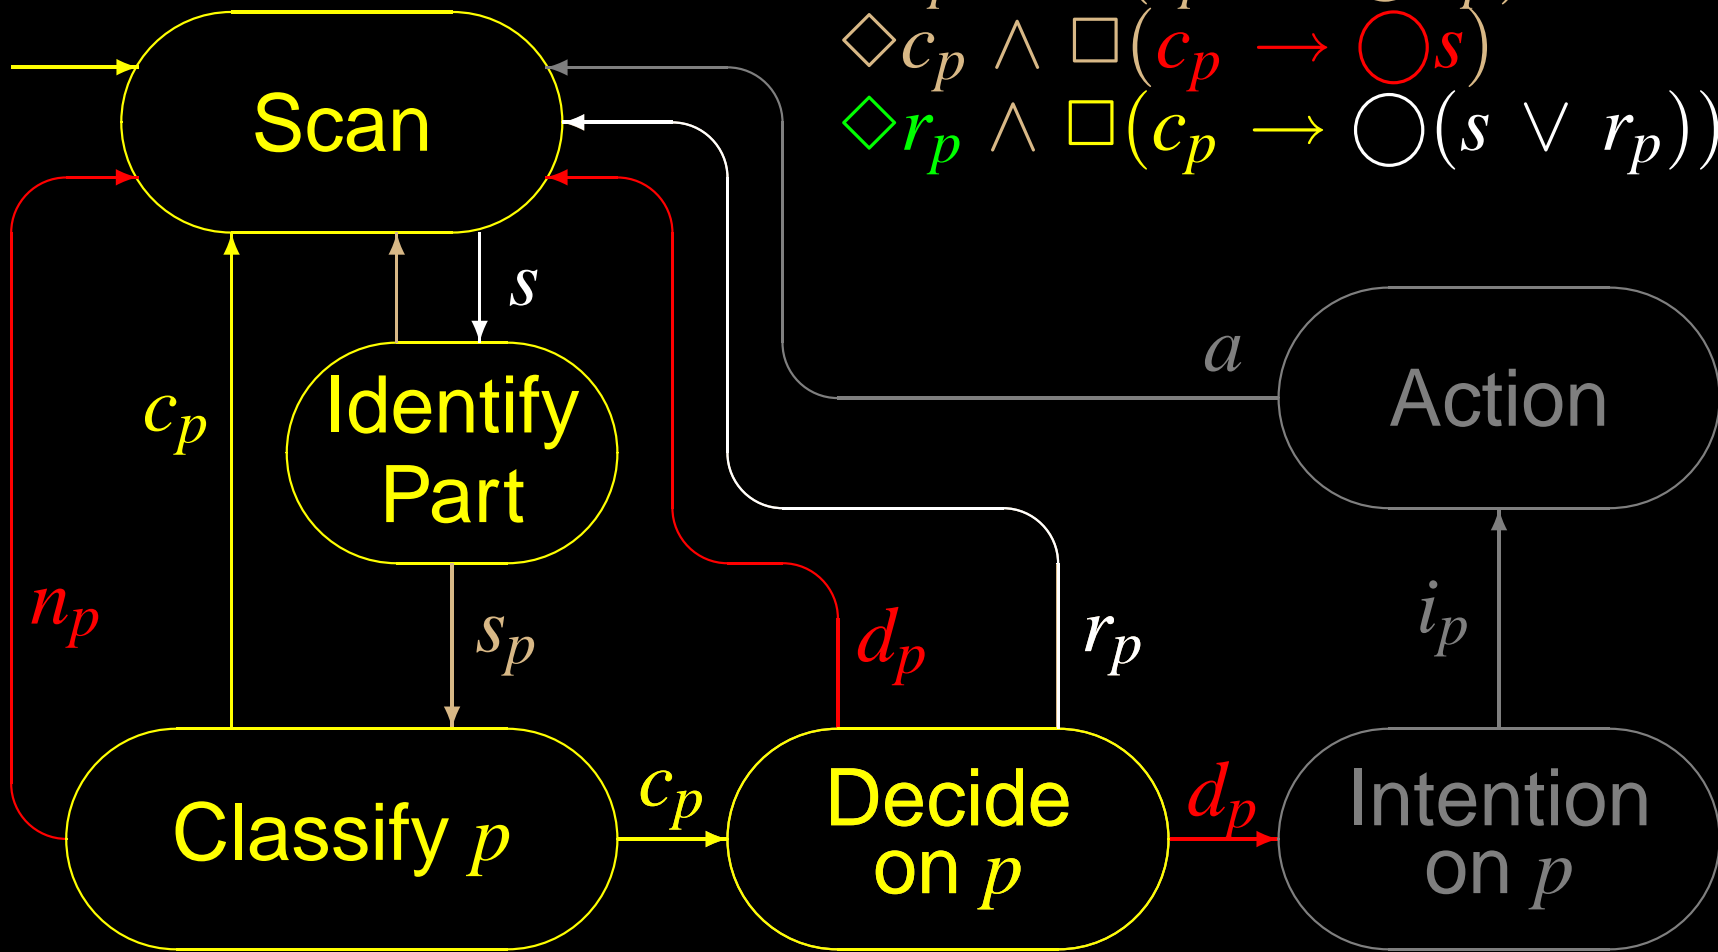 ◇c_p ∧ □(c_p → ◯s)
◇r_p ∧ □(c_p → ◯(s ∨ r_p))
Scan
s
a
Action
c_p
Identify
Part
n_p
s_p
d_p
r_p
i_p
Classify p
c_p
Decide
on p
d_p
Intention
on p